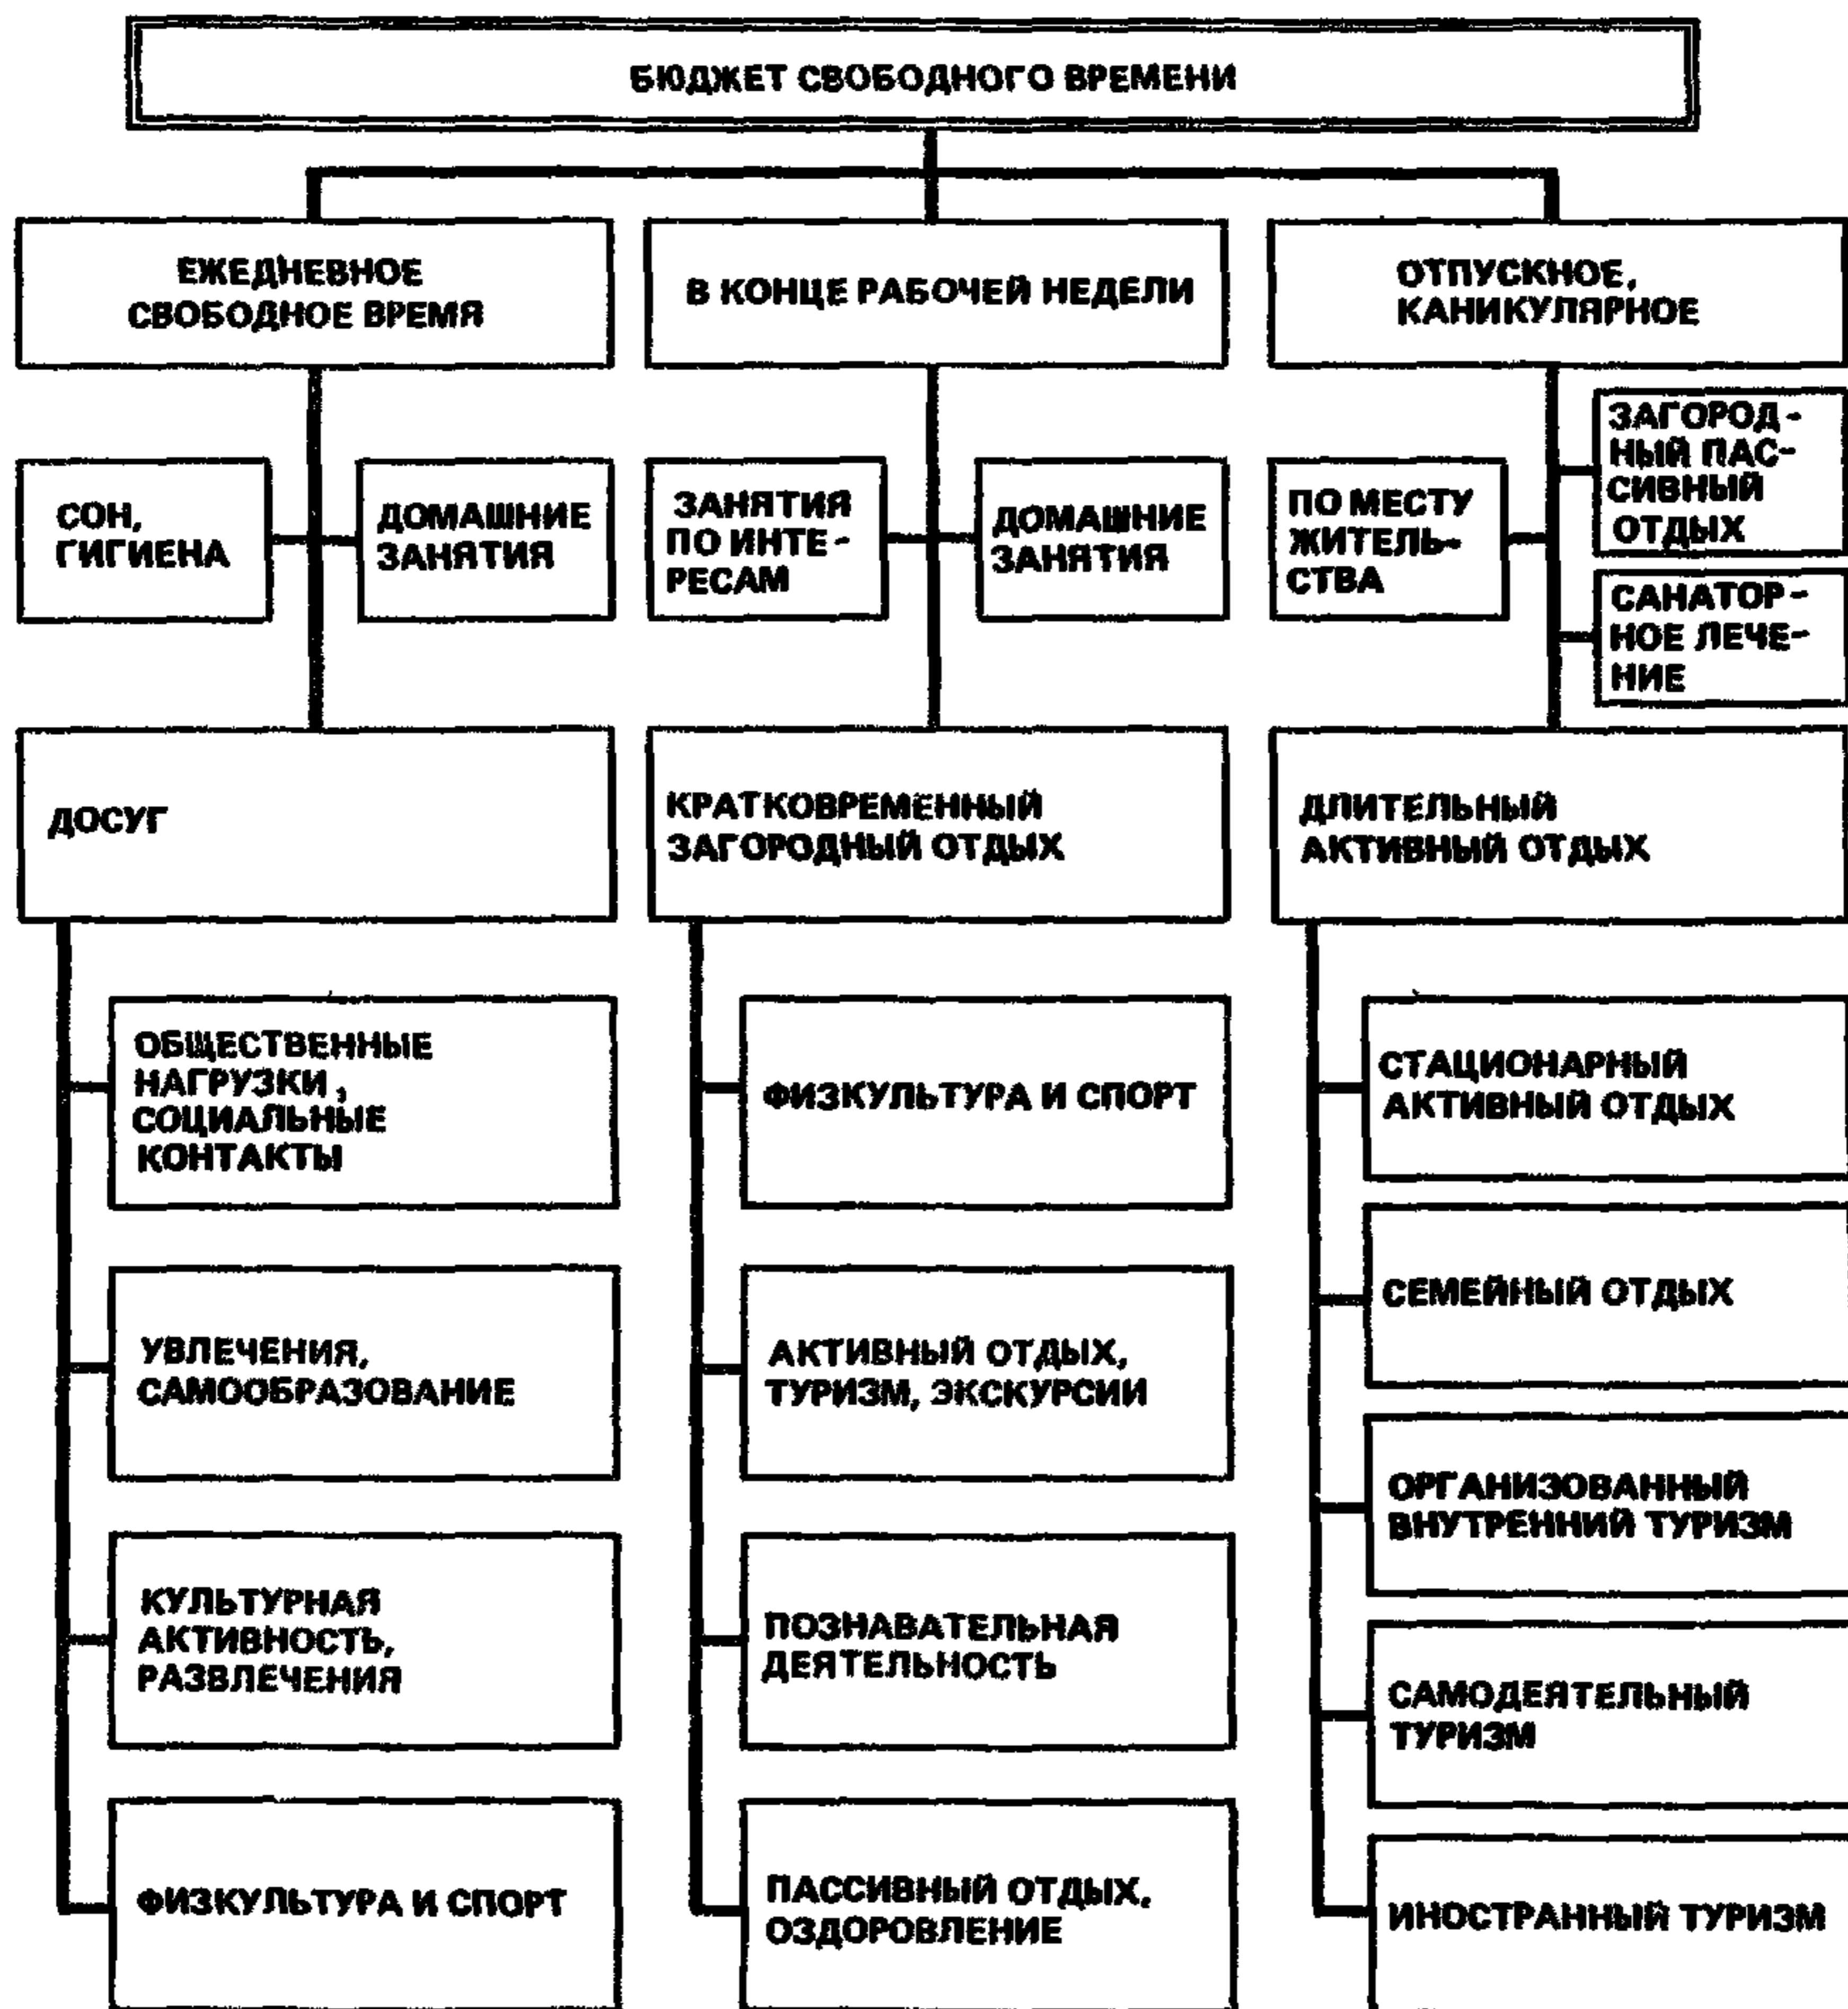 БЮДЖЕТ СВОБОДНОГО ВРЕМЕНИ
ЕЖЕДНЕВНОЕ
СВОБОДНОЕ ВРЕМЯ
В КОНЦЕ РАБОЧЕЙ НЕДЕЛИ
ОТПУСКНОЕ,
КАНИКУЛЯРНОЕ
СОН,
ГИГИЕНА
ДОМАШНИЕ
ЗАНЯТИЯ
ЗАНЯТИЯ
ПО ИНТЕ-
РЕСАМ
ДОМАШНИЕ
ЗАНЯТИЯ
ПО МЕСТУ
ЖИТЕЛЬ-
СТВА
ЗАГОРОД-
НЫЙ ПАС-
СИВНЫЙ
ОТДЫХ
САНАТОР-
НОЕ ЛЕЧЕ-
НИЕ
ДОСУГ
КРАТКОВРЕМЕННЫЙ
ЗАГОРОДНЫЙ ОТДЫХ
ДЛИТЕЛЬНЫЙ
АКТИВНЫЙ ОТДЫХ
ОБЩЕСТВЕННЫЕ
НАГРУЗКИ,
СОЦИАЛЬНЫЕ
КОНТАКТЫ
УВЛЕЧЕНИЯ,
САМООБРАЗОВАНИЕ
КУЛЬТУРНАЯ
АКТИВНОСТЬ,
РАЗВЛЕЧЕНИЯ
ФИЗКУЛЬТУРА И СПОРТ
ФИЗКУЛЬТУРА И СПОРТ
АКТИВНЫЙ ОТДЫХ,
ТУРИЗМ, ЭКСКУРСИИ
ПОЗНАВАТЕЛЬНАЯ
ДЕЯТЕЛЬНОСТЬ
ПАССИВНЫЙ ОТДЫХ,
ОЗДОРОВЛЕНИЕ
СТАЦИОНАРНЫЙ
АКТИВНЫЙ ОТДЫХ
СЕМЕЙНЫЙ ОТДЫХ
ОРГАНИЗОВАННЫЙ
ВНУТРЕННИЙ ТУРИЗМ
САМОДЕЯТЕЛЬНЫЙ
ТУРИЗМ
ИНОСТРАННЫЙ ТУРИЗМ